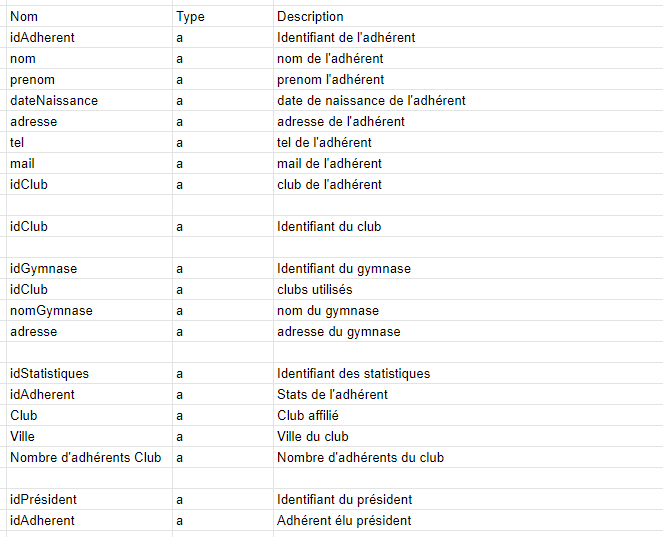 Nom Type Description
idAdherent a Identifiant de l'adhérent
nom a nom de l'adhérent
prenom a prenom l'adhérent
dateNaissance a date de naissance de l'adhérent
adresse a adresse de l'adhérent
tel a tel de l'adhérent
mail a mail de l'adhérent
idClub a club de l'adhérent
idClub a Identifiant du club
idGymnase a Identifiant du gymnase
idClub a clubs utilisés
nomGymnase a nom du gymnase
adresse a adresse du gymnase
idStatistiques a Identifiant des statistiques
idAdherent a Stats de l'adhérent
Club a Club affilié
Ville a Ville du club
Nombre d'adhérents Club a Nombre d'adhérents du club
idPrésident a Identifiant du président
idAdherent a Adhérent élu président